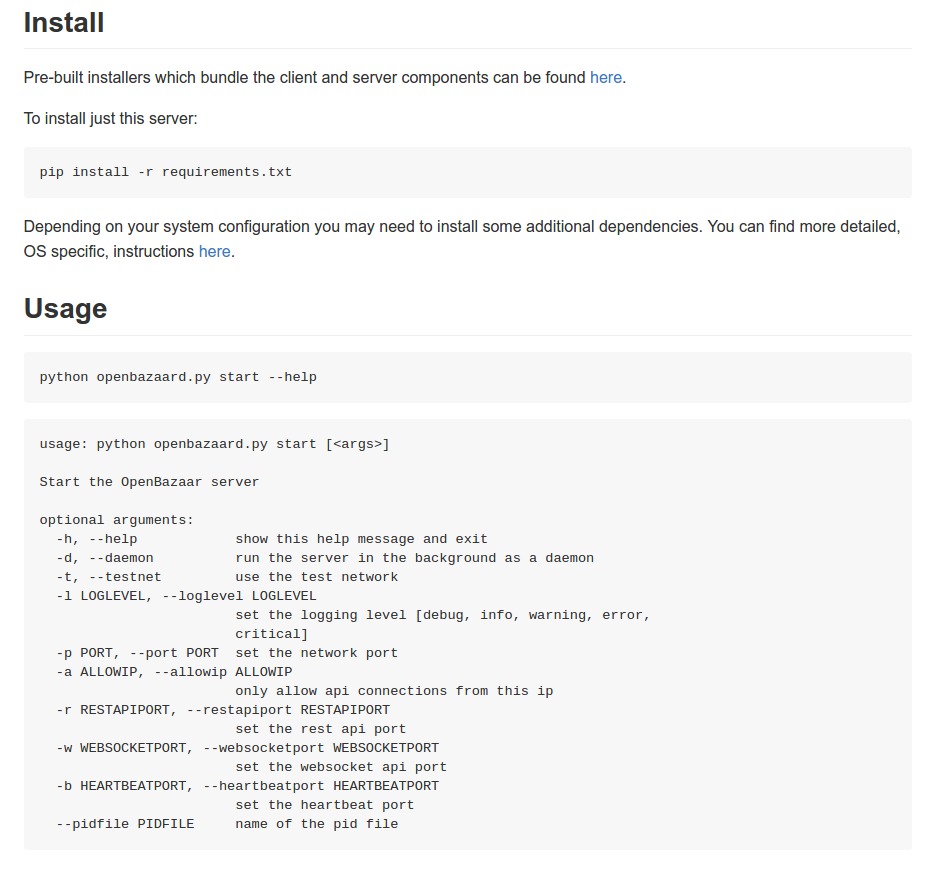 Install
Pre-built installers which bundle the client and server components can be found here.
To install just this server:
pip install -r requirements.txt
Depending on your system configuration you may need to install some additional dependencies. You can find more detailed,
OS specific, instructions here.
Usage
python openbazaard.py start --help
usage: python openbazaard.py start [<args>]
Start the OpenBazaar server
optional arguments:
  -h, --help            show this help message and exit
  -d, --daemon          run the server in the background as a daemon
  -t, --testnet         use the test network
  -l LOGLEVEL, --loglevel LOGLEVEL
                        set the logging level [debug, info, warning, error,
                        critical]
  -p PORT, --port PORT  set the network port
  -a ALLOWIP, --allowip ALLOWIP
                        only allow api connections from this ip
  -r RESTAPIPORT, --restapiport RESTAPIPORT
                        set the rest api port
  -w WEBSOCKETPORT, --websocketport WEBSOCKETPORT
                        set the websocket api port
  -b HEARTBEATPORT, --heartbeatport HEARTBEATPORT
                        set the heartbeat port
  --pidfile PIDFILE     name of the pid file